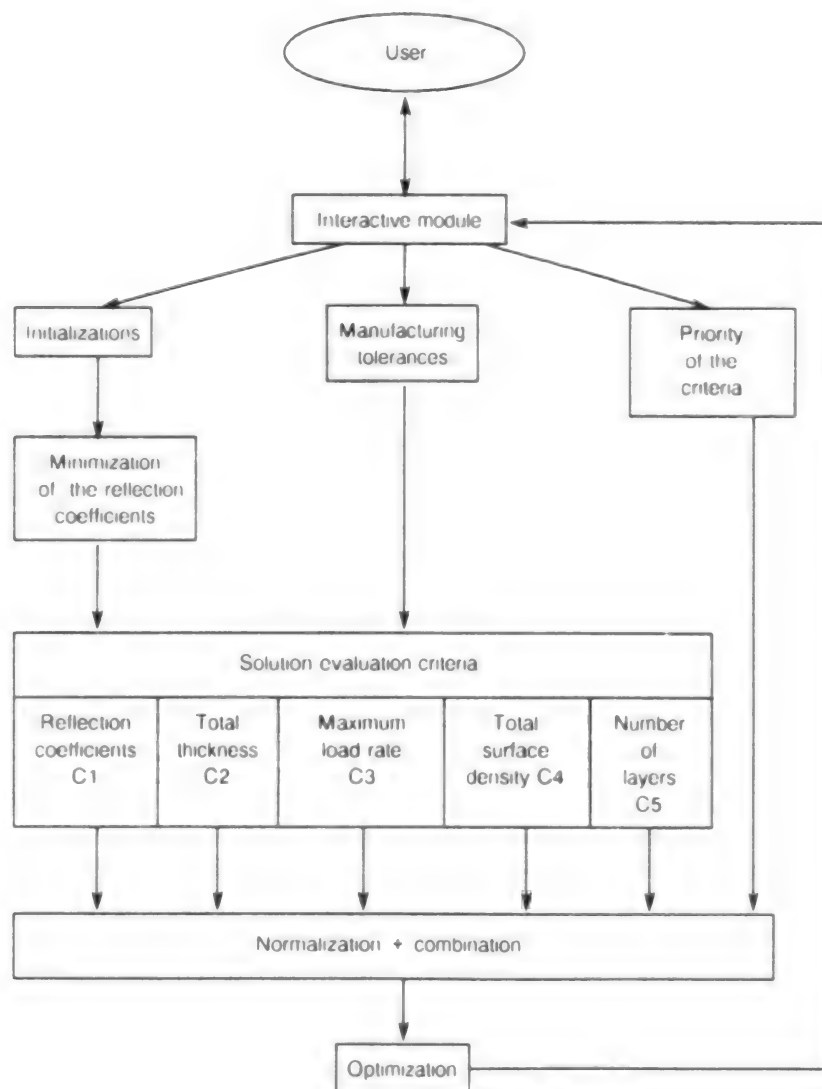 User
Interactive module
Initializations
Manufacturing
tolerances
Priority
of the
criteria
Minimization
of the reflection
coefficients
Solution evaluation criteria
Reflection
coefficients
C1
Total
thickness
C2
Maximum
load rate
C3
Total
surface
density C4
Number
of
layers
C5
Normalization + combination
Optimization